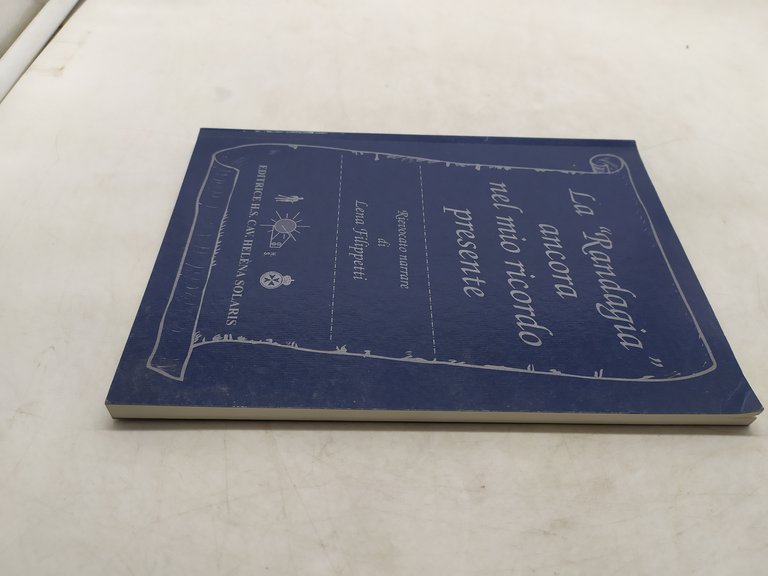 La "Randagia"
ancora
nel mio ricordo
presente
Rievocato narrare
di
Lena Filippetti
EDITRICE H.S. CAV. HELENA SOLARIS